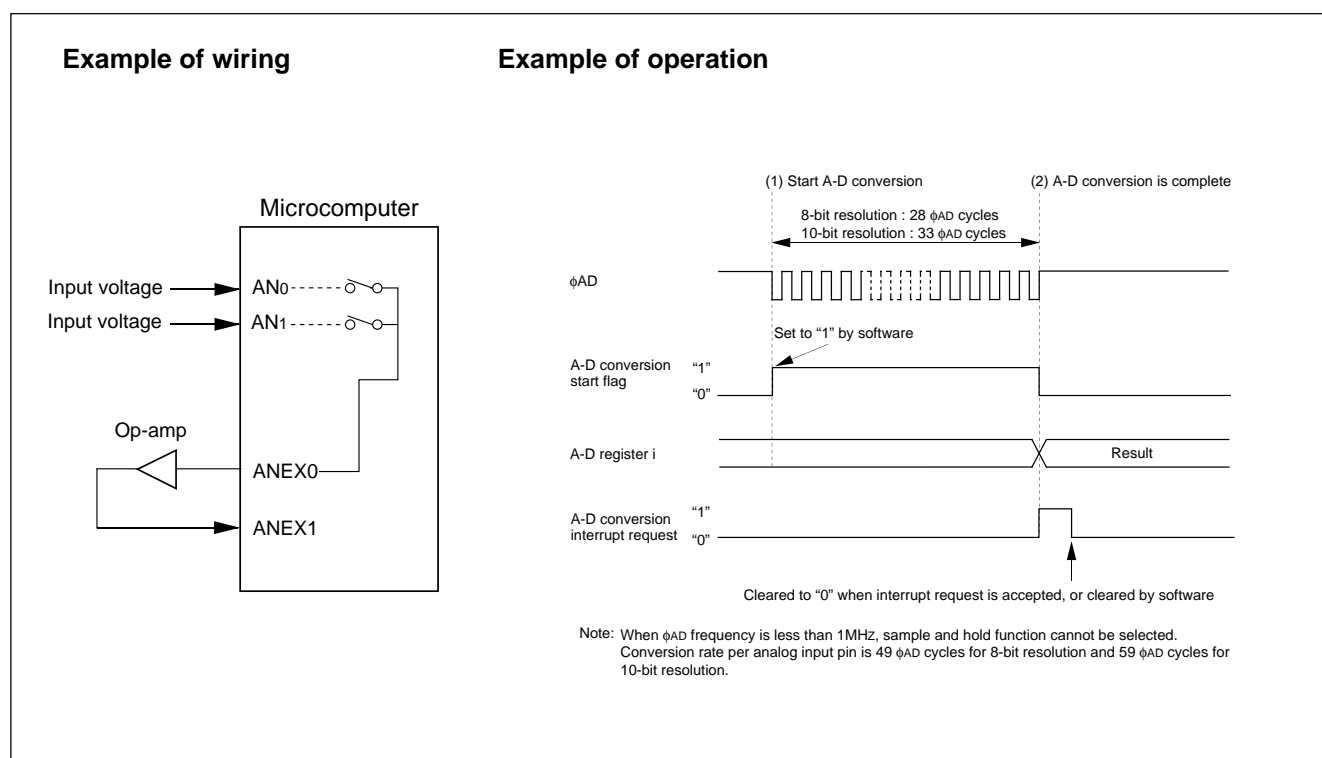 Example of wiring
Example of operation
Microcomputer
Input voltage
AN0
Input voltage
AN1
Op-amp
ANEX0
ANEX1
(1) Start A-D conversion
(2) A-D conversion is complete
8-bit resolution : 28 φAD cycles
10-bit resolution : 33 φAD cycles
φAD
Set to “1” by software
A-D conversion
start flag
“1”
“0”
A-D register i
Result
A-D conversion
interrupt request
“1”
“0”
Cleared to “0” when interrupt request is accepted, or cleared by software
Note: When φAD frequency is less than 1MHz, sample and hold function cannot be selected.
Conversion rate per analog input pin is 49 φAD cycles for 8-bit resolution and 59 φAD cycles for
10-bit resolution.